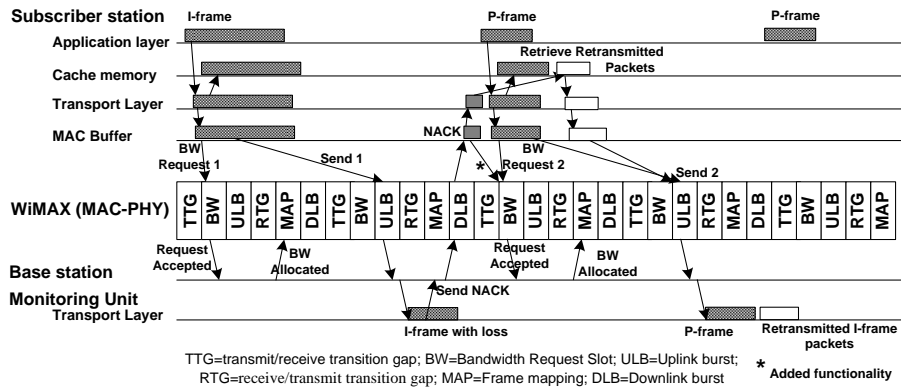 Subscriber station
I-frame
P-frame
Application layer
Retrieve Retransmitted
Packets
Cache memory
Transport Layer
MAC Buffer
NACK
BW
Request 1
Send 1
*
BW
Request 2
Send 2
WiMAX (MAC-PHY)
TTG BW ULB RTG MAP DLB TTG BW ULB RTG MAP DLB TTG BW ULB RTG MAP DLB TTG BW ULB RTG MAP DLB TTG BW ULB RTG MAP
Request
Accepted
BW
Allocated
Request
Accepted
BW
Allocated
Base station
Send NACK
Monitoring Unit
Transport Layer
I-frame with loss
P-frame
Retransmitted I-frame
packets
TTG=transmit/receive transition gap; BW=Bandwidth Request Slot; ULB=Uplink burst;
RTG=receive/transmit transition gap; MAP=Frame mapping; DLB=Downlink burst
* Added functionality